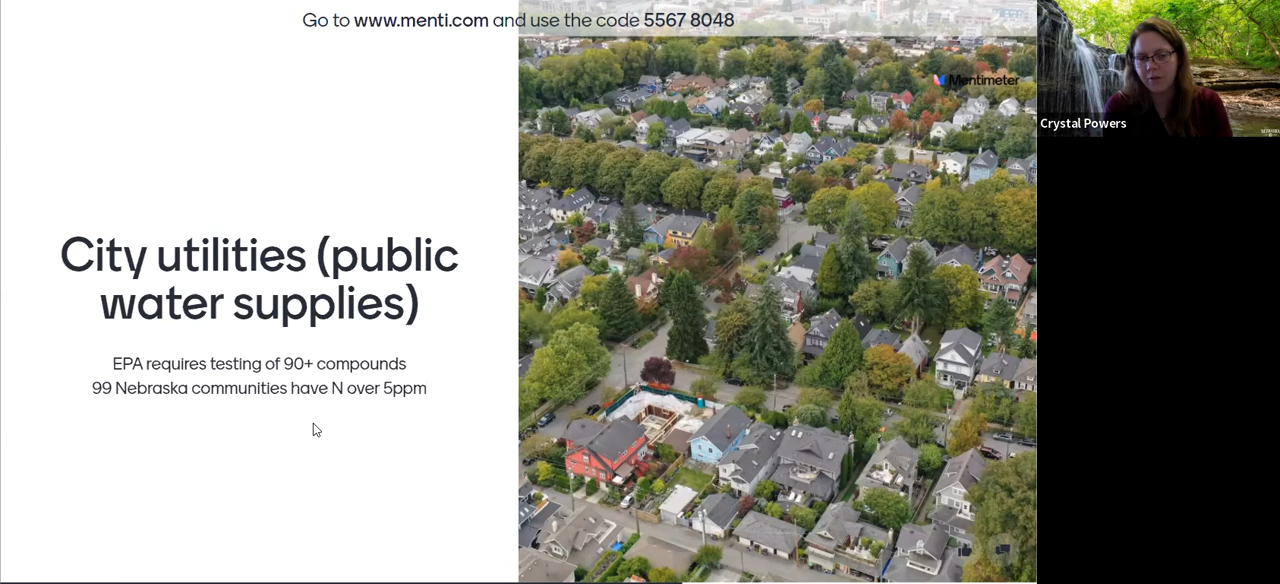 Go to www.menti.com and use the code 5567 8048
Mentimeter
Crystal Powers
City utilities (public
water supplies)
EPA requires testing of 90+ compounds
99 Nebraska communities have N over 5ppm